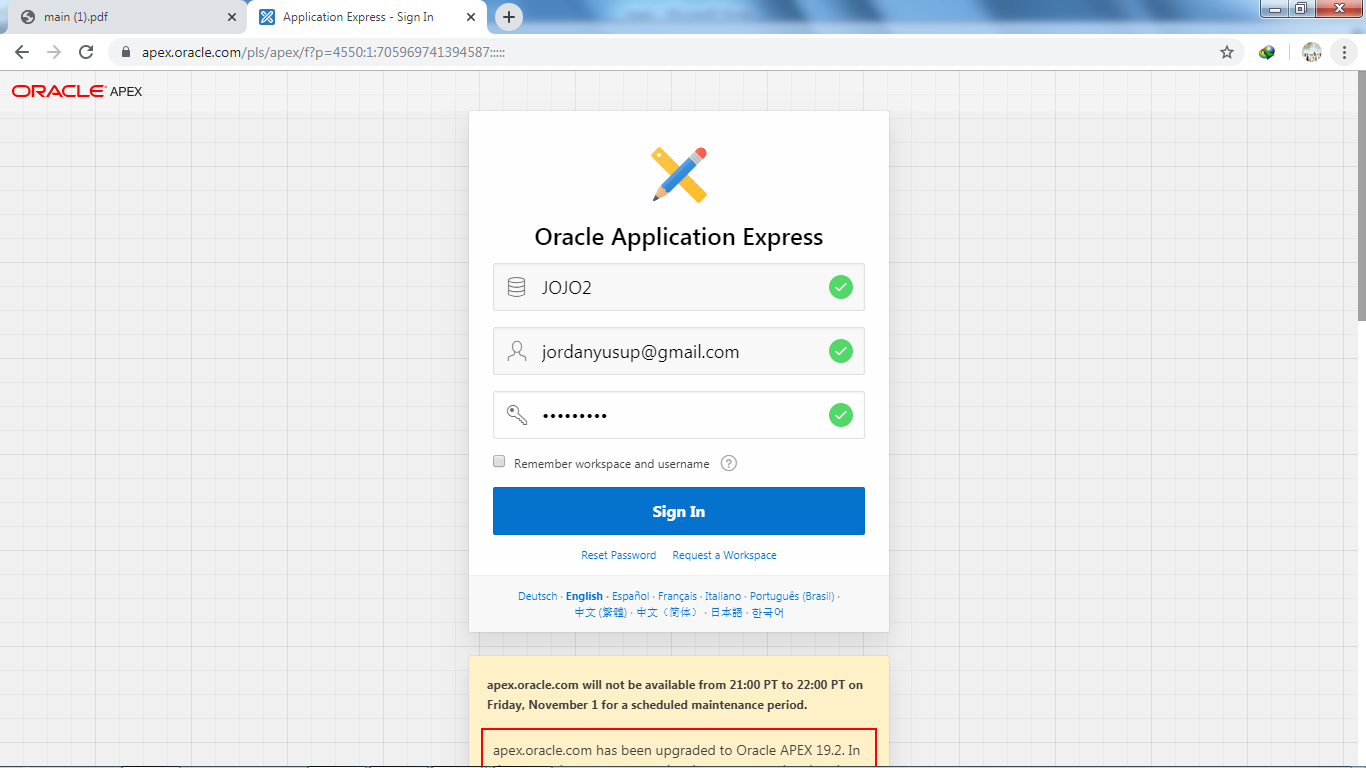 main (1).pdf
Application Express - Sign In
apex.oracle.com/pls/apex/f?p=4550:1:705969741394587:::::
ORACLE APEX
Oracle Application Express
JOJO2
jordanyusup@gmail.com
•••••••••
Remember workspace and username ?
Sign In
Reset Password Request a Workspace
Deutsch · English · Español · Français · Italiano · Português (Brasil) ·
中文 (繁體) · 中文（简体） · 日本語 · 한국어
apex.oracle.com will not be available from 21:00 PT to 22:00 PT on
Friday, November 1 for a scheduled maintenance period.
apex.oracle.com has been upgraded to Oracle APEX 19.2. In